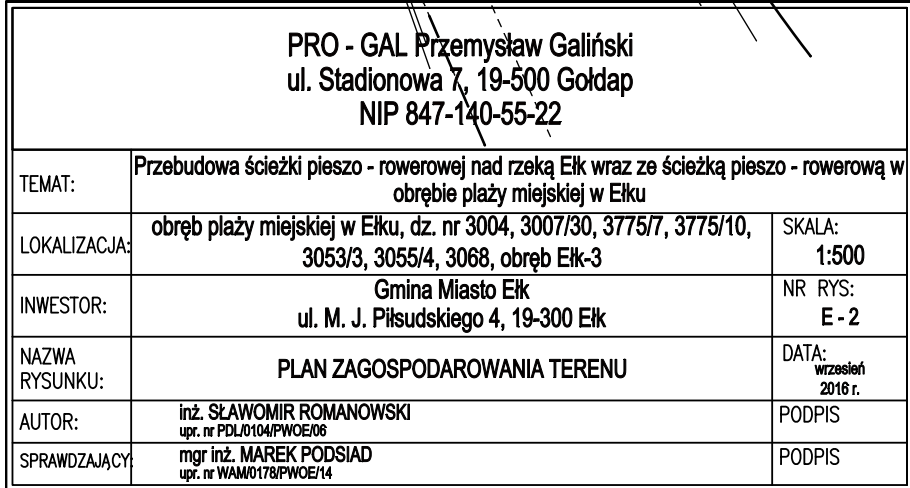 PRO - GAL Przemysław Galiński
ul. Stadionowa 7, 19-500 Gołdap
NIP 847-140-55-22
TEMAT:
Przebudowa ścieżki pieszo - rowerowej nad rzeką Ełk wraz ze ścieżką pieszo - rowerową w
obrębie plaży miejskiej w Ełku
LOKALIZACJA:
obręb plaży miejskiej w Ełku, dz. nr 3004, 3007/30, 3775/7, 3775/10,
3053/3, 3055/4, 3068, obręb Ełk-3
SKALA:
1:500
INWESTOR:
Gmina Miasto Ełk
ul. M. J. Piłsudskiego 4, 19-300 Ełk
NR RYS:
E - 2
NAZWA
RYSUNKU:
PLAN ZAGOSPODAROWANIA TERENU
DATA:
wrzesień
2016 r.
AUTOR:
inż. SŁAWOMIR ROMANOWSKI
upr. nr PDL/0104/PWOE/06
PODPIS
SPRAWDZAJĄCY:
mgr inż. MAREK PODSIAD
upr. nr WAM/0178/PWOE/14
PODPIS